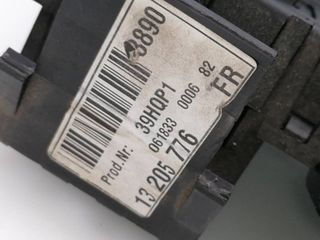 3890
Prod.Nr. 39HQP1
061833 0006 82
13 205 776 FR